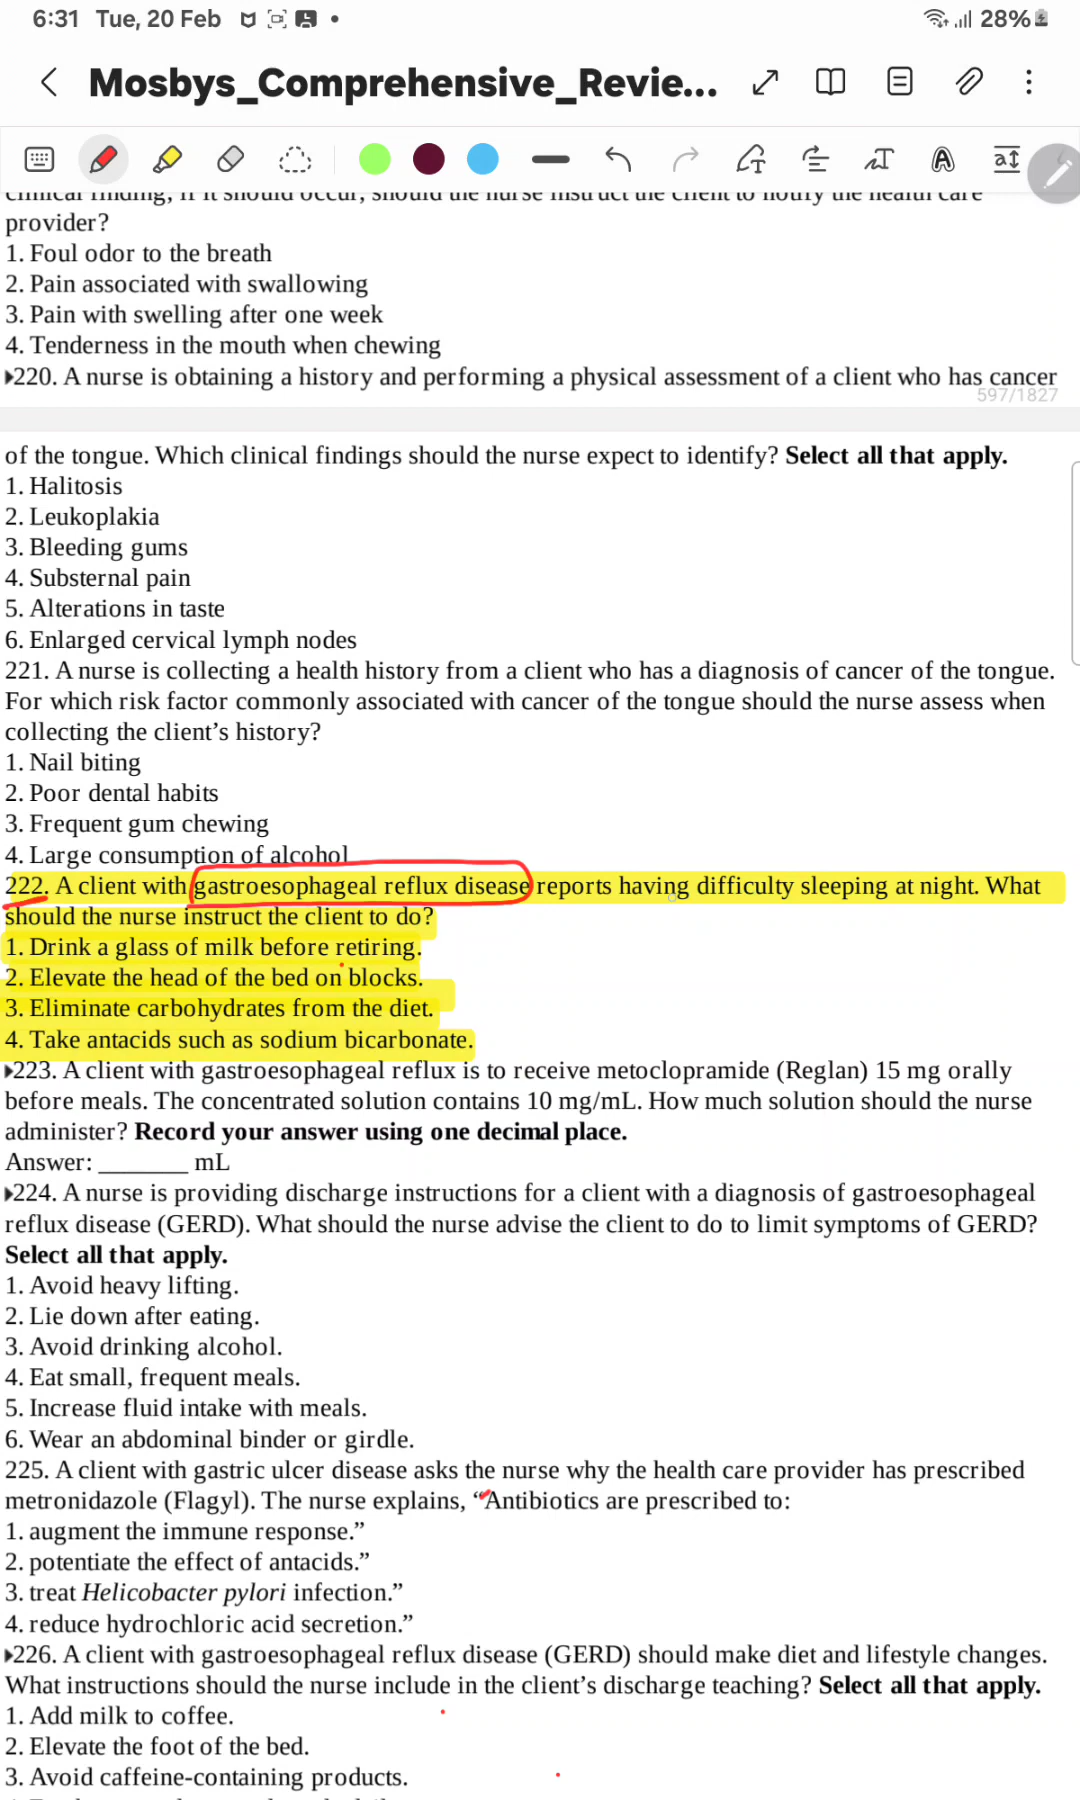 6:31 Tue, 20 Feb
28%
Mosbys_Comprehensive_Revie...
clinical finding, if it should occur, should the nurse instruct the client to notify the health care
provider?
1. Foul odor to the breath
2. Pain associated with swallowing
3. Pain with swelling after one week
4. Tenderness in the mouth when chewing
220. A nurse is obtaining a history and performing a physical assessment of a client who has cancer
597/1827
of the tongue. Which clinical findings should the nurse expect to identify? Select all that apply.
1. Halitosis
2. Leukoplakia
3. Bleeding gums
4. Substernal pain
5. Alterations in taste
6. Enlarged cervical lymph nodes
221. A nurse is collecting a health history from a client who has a diagnosis of cancer of the tongue.
For which risk factor commonly associated with cancer of the tongue should the nurse assess when
collecting the client’s history?
1. Nail biting
2. Poor dental habits
3. Frequent gum chewing
4. Large consumption of alcohol
222. A client with gastroesophageal reflux disease reports having difficulty sleeping at night. What
should the nurse instruct the client to do?
1. Drink a glass of milk before retiring.
2. Elevate the head of the bed on blocks.
3. Eliminate carbohydrates from the diet.
4. Take antacids such as sodium bicarbonate.
223. A client with gastroesophageal reflux is to receive metoclopramide (Reglan) 15 mg orally
before meals. The concentrated solution contains 10 mg/mL. How much solution should the nurse
administer? Record your answer using one decimal place.
Answer: _______ mL
224. A nurse is providing discharge instructions for a client with a diagnosis of gastroesophageal
reflux disease (GERD). What should the nurse advise the client to do to limit symptoms of GERD?
Select all that apply.
1. Avoid heavy lifting.
2. Lie down after eating.
3. Avoid drinking alcohol.
4. Eat small, frequent meals.
5. Increase fluid intake with meals.
6. Wear an abdominal binder or girdle.
225. A client with gastric ulcer disease asks the nurse why the health care provider has prescribed
metronidazole (Flagyl). The nurse explains, “Antibiotics are prescribed to:
1. augment the immune response.”
2. potentiate the effect of antacids.”
3. treat Helicobacter pylori infection.”
4. reduce hydrochloric acid secretion.”
226. A client with gastroesophageal reflux disease (GERD) should make diet and lifestyle changes.
What instructions should the nurse include in the client’s discharge teaching? Select all that apply.
1. Add milk to coffee.
2. Elevate the foot of the bed.
3. Avoid caffeine-containing products.